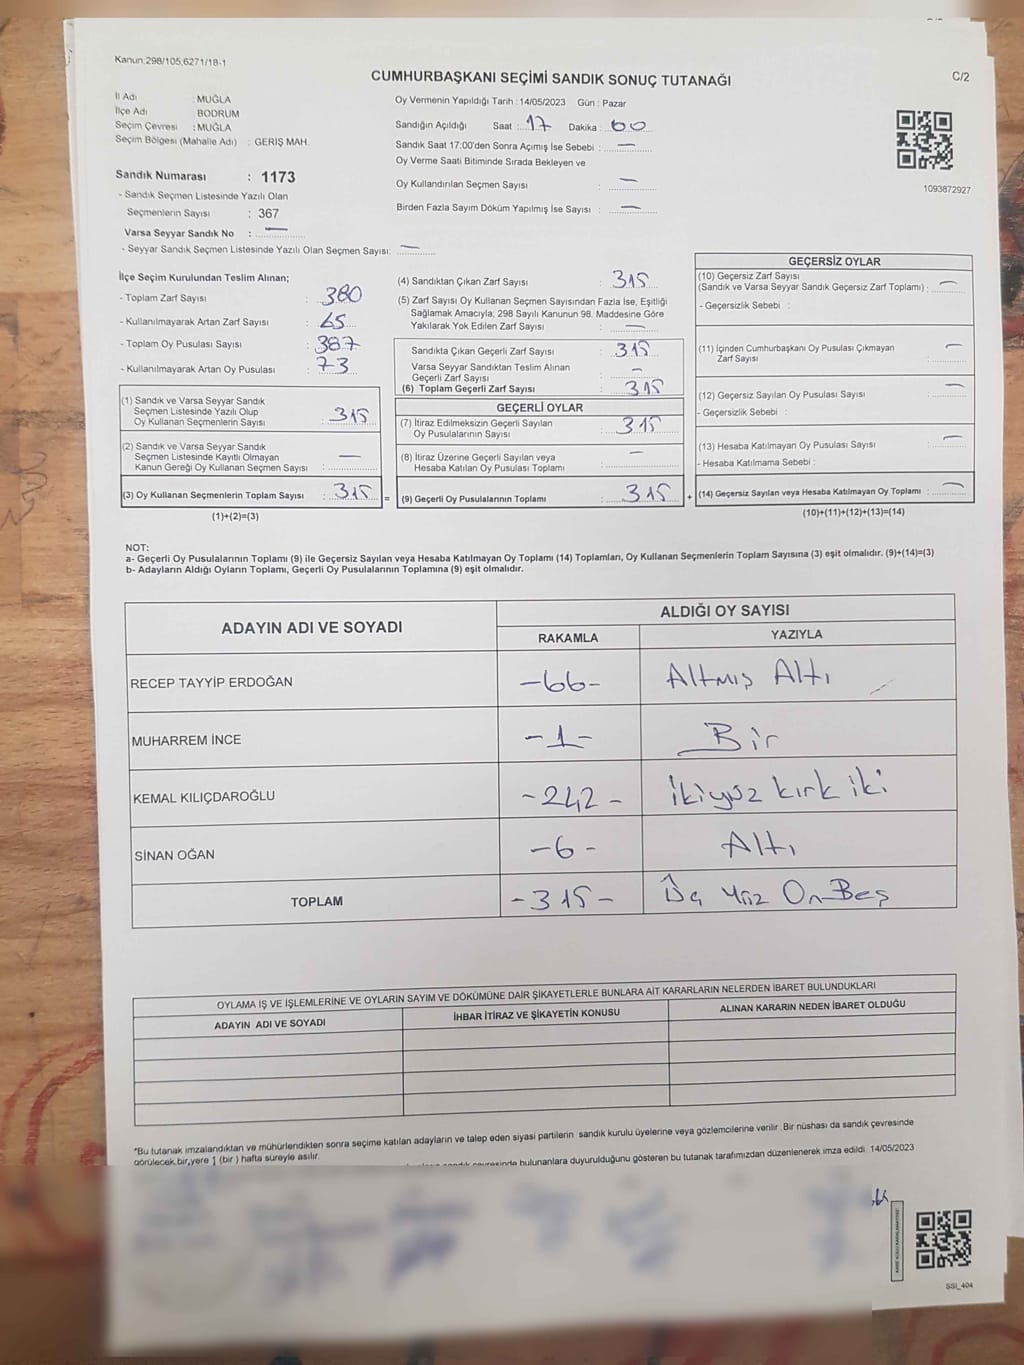 Kanun:298/105;6271/18-1
CUMHURBAŞKANI SEÇİMİ SANDIK SONUÇ TUTANAĞI
C/2
İl Adı : MUĞLA
İlçe Adı : BODRUM
Seçim Çevresi : MUĞLA
Seçim Bölgesi (Mahalle Adı) : GERİŞ MAH.
Sandık Numarası : 1173
- Sandık Seçmen Listesinde Yazılı Olan
Seçmenlerin Sayısı : 367
Varsa Seyyar Sandık No : —
- Seyyar Sandık Seçmen Listesinde Yazılı Olan Seçmen Sayısı: —
Oy Vermenin Yapıldığı Tarih : 14/05/2023 Gün : Pazar
Sandığın Açıldığı Saat : 17 Dakika : 00
Sandık Saat 17:00'den Sonra Açımış İse Sebebi : —
Oy Verme Saati Bitiminde Sırada Bekleyen ve
Oy Kullandırılan Seçmen Sayısı : —
Birden Fazla Sayım Döküm Yapılmış İse Sayısı : —
1093872927
İlçe Seçim Kurulundan Teslim Alınan;
- Toplam Zarf Sayısı : 380
- Kullanılmayarak Artan Zarf Sayısı : 65
- Toplam Oy Pusulası Sayısı : 387
- Kullanılmayarak Artan Oy Pusulası : 73
(1) Sandık ve Varsa Seyyar Sandık
Seçmen Listesinde Yazılı Olup
Oy Kullanan Seçmenlerin Sayısı : 315
(2) Sandık ve Varsa Seyyar Sandık
Seçmen Listesinde Kayıtlı Olmayan
Kanun Gereği Oy Kullanan Seçmen Sayısı : —
(3) Oy Kullanan Seçmenlerin Toplam Sayısı : 315
(1)+(2)=(3)
=
(4) Sandıktan Çıkan Zarf Sayısı : 315
(5) Zarf Sayısı Oy Kullanan Seçmen Sayısından Fazla İse, Eşitliği
Sağlamak Amacıyla; 298 Sayılı Kanunun 98. Maddesine Göre
Yakılarak Yok Edilen Zarf Sayısı : —
Sandıkta Çıkan Geçerli Zarf Sayısı : 315
Varsa Seyyar Sandıktan Teslim Alınan
Geçerli Zarf Sayısı : —
(6) Toplam Geçerli Zarf Sayısı : 315
GEÇERLİ OYLAR
(7) İtiraz Edilmeksizin Geçerli Sayılan
Oy Pusulalarının Sayısı : 315
(8) İtiraz Üzerine Geçerli Sayılan veya
Hesaba Katılan Oy Pusulası Toplamı : —
(9) Geçerli Oy Pusulalarının Toplamı : 315
+
GEÇERSİZ OYLAR
(10) Geçersiz Zarf Sayısı
(Sandık ve Varsa Seyyar Sandık Geçersiz Zarf Toplamı) : —
- Geçersizlik Sebebi :
(11) İçinden Cumhurbaşkanı Oy Pusulası Çıkmayan
Zarf Sayısı : —
(12) Geçersiz Sayılan Oy Pusulası Sayısı : —
- Geçersizlik Sebebi :
(13) Hesaba Katılmayan Oy Pusulası Sayısı : —
- Hesaba Katılmama Sebebi :
(14) Geçersiz Sayılan veya Hesaba Katılmayan Oy Toplamı : —
(10)+(11)+(12)+(13)=(14)
NOT:
a- Geçerli Oy Pusulalarının Toplamı (9) ile Geçersiz Sayılan veya Hesaba Katılmayan Oy Toplamı (14) Toplamları, Oy Kullanan Seçmenlerin Toplam Sayısına (3) eşit olmalıdır. (9)+(14)=(3)
b- Adayların Aldığı Oyların Toplamı, Geçerli Oy Pusulalarının Toplamına (9) eşit olmalıdır.
ADAYIN ADI VE SOYADI
ALDIĞI OY SAYISI
RAKAMLA YAZIYLA
RECEP TAYYİP ERDOĞAN -66- Altmış Altı
MUHARREM İNCE -1- Bir
KEMAL KILIÇDAROĞLU -242- İkiyüz kırk iki
SİNAN OĞAN -6- Altı
TOPLAM -315- Üç Yüz On Beş
OYLAMA İŞ VE İŞLEMLERİNE VE OYLARIN SAYIM VE DÖKÜMÜNE DAİR ŞİKAYETLERLE BUNLARA AİT KARARLARIN NELERDEN İBARET BULUNDUKLARI
ADAYIN ADI VE SOYADI İHBAR İTİRAZ VE ŞİKAYETİN KONUSU ALINAN KARARIN NEDEN İBARET OLDUĞU
*Bu tutanak imzalandıktan ve mühürlendikten sonra seçime katılan adayların ve talep eden siyasi partilerin sandık kurulu üyelerine veya gözlemcilerine verilir. Bir nüshası da sandık çevresinde
görülecek bir yere 1 (bir) hafta süreyle asılır.
sandık çevresinde bulunanlara duyurulduğunu gösteren bu tutanak tarafımızdan düzenlenerek imza edildi. 14/05/2023
SSI_404